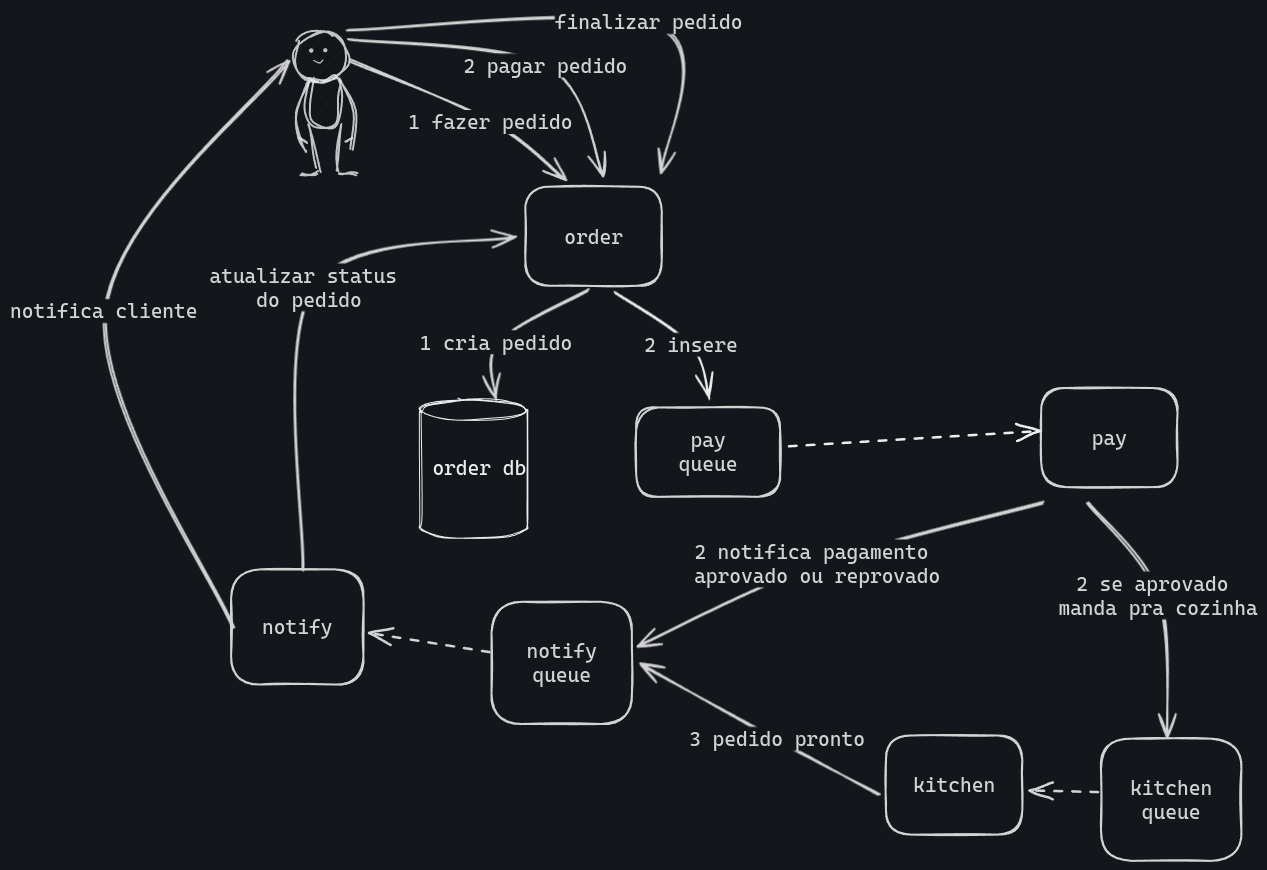 finalizar pedido
2 pagar pedido
1 fazer pedido
order
atualizar status
do pedido
notifica cliente
1 cria pedido
2 insere
order db
pay
queue
pay
2 notifica pagamento
aprovado ou reprovado
2 se aprovado
manda pra cozinha
notify
notify
queue
3 pedido pronto
kitchen
kitchen
queue